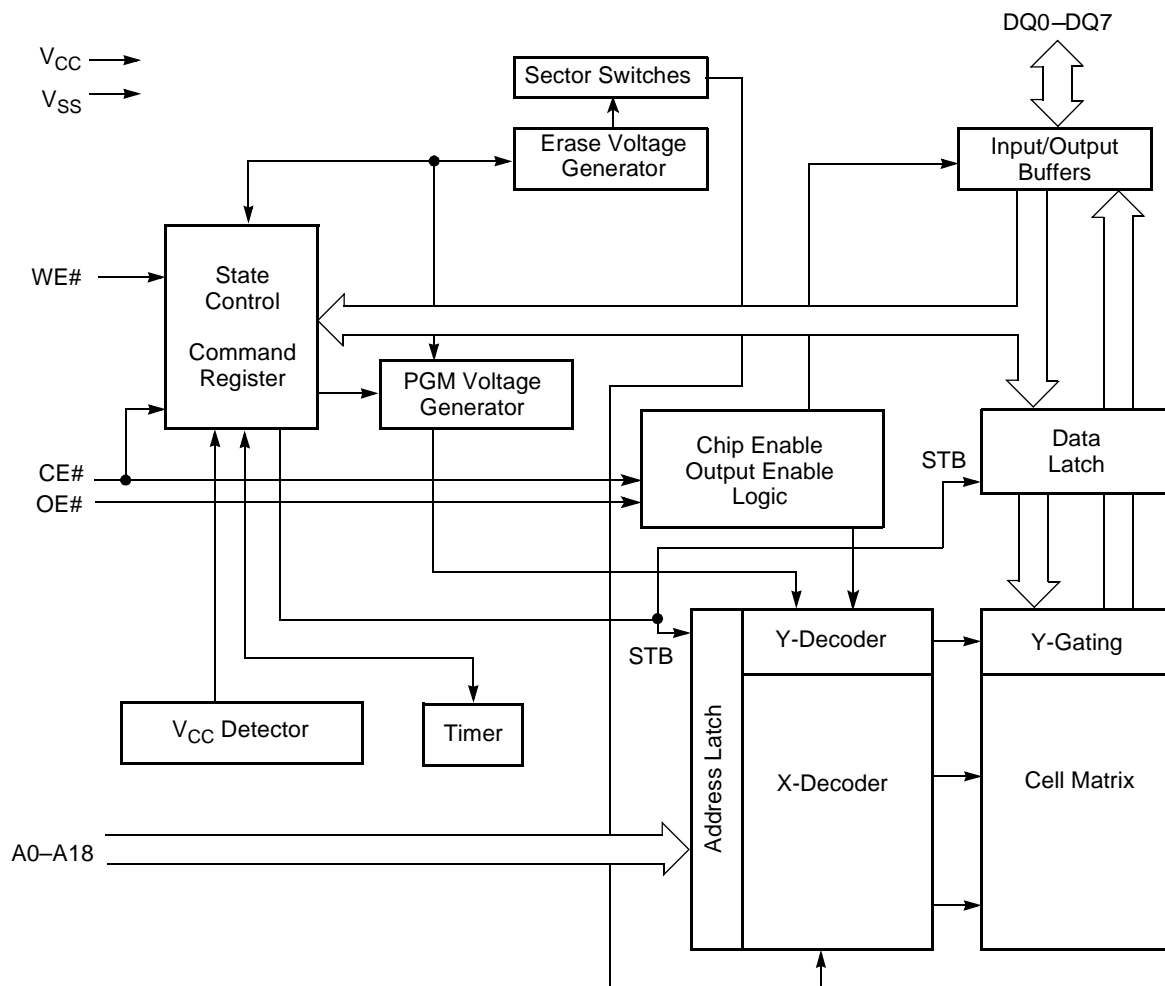 DQ0–DQ7
VCC
VSS
Sector Switches
Erase Voltage
Generator
Input/Output
Buffers
WE#
State
Control
Command
Register
PGM Voltage
Generator
Chip Enable
Output Enable
Logic
Data
Latch
STB
CE#
OE#
STB
Y-Decoder
Y-Gating
VCC Detector
Timer
Address Latch
X-Decoder
Cell Matrix
A0–A18